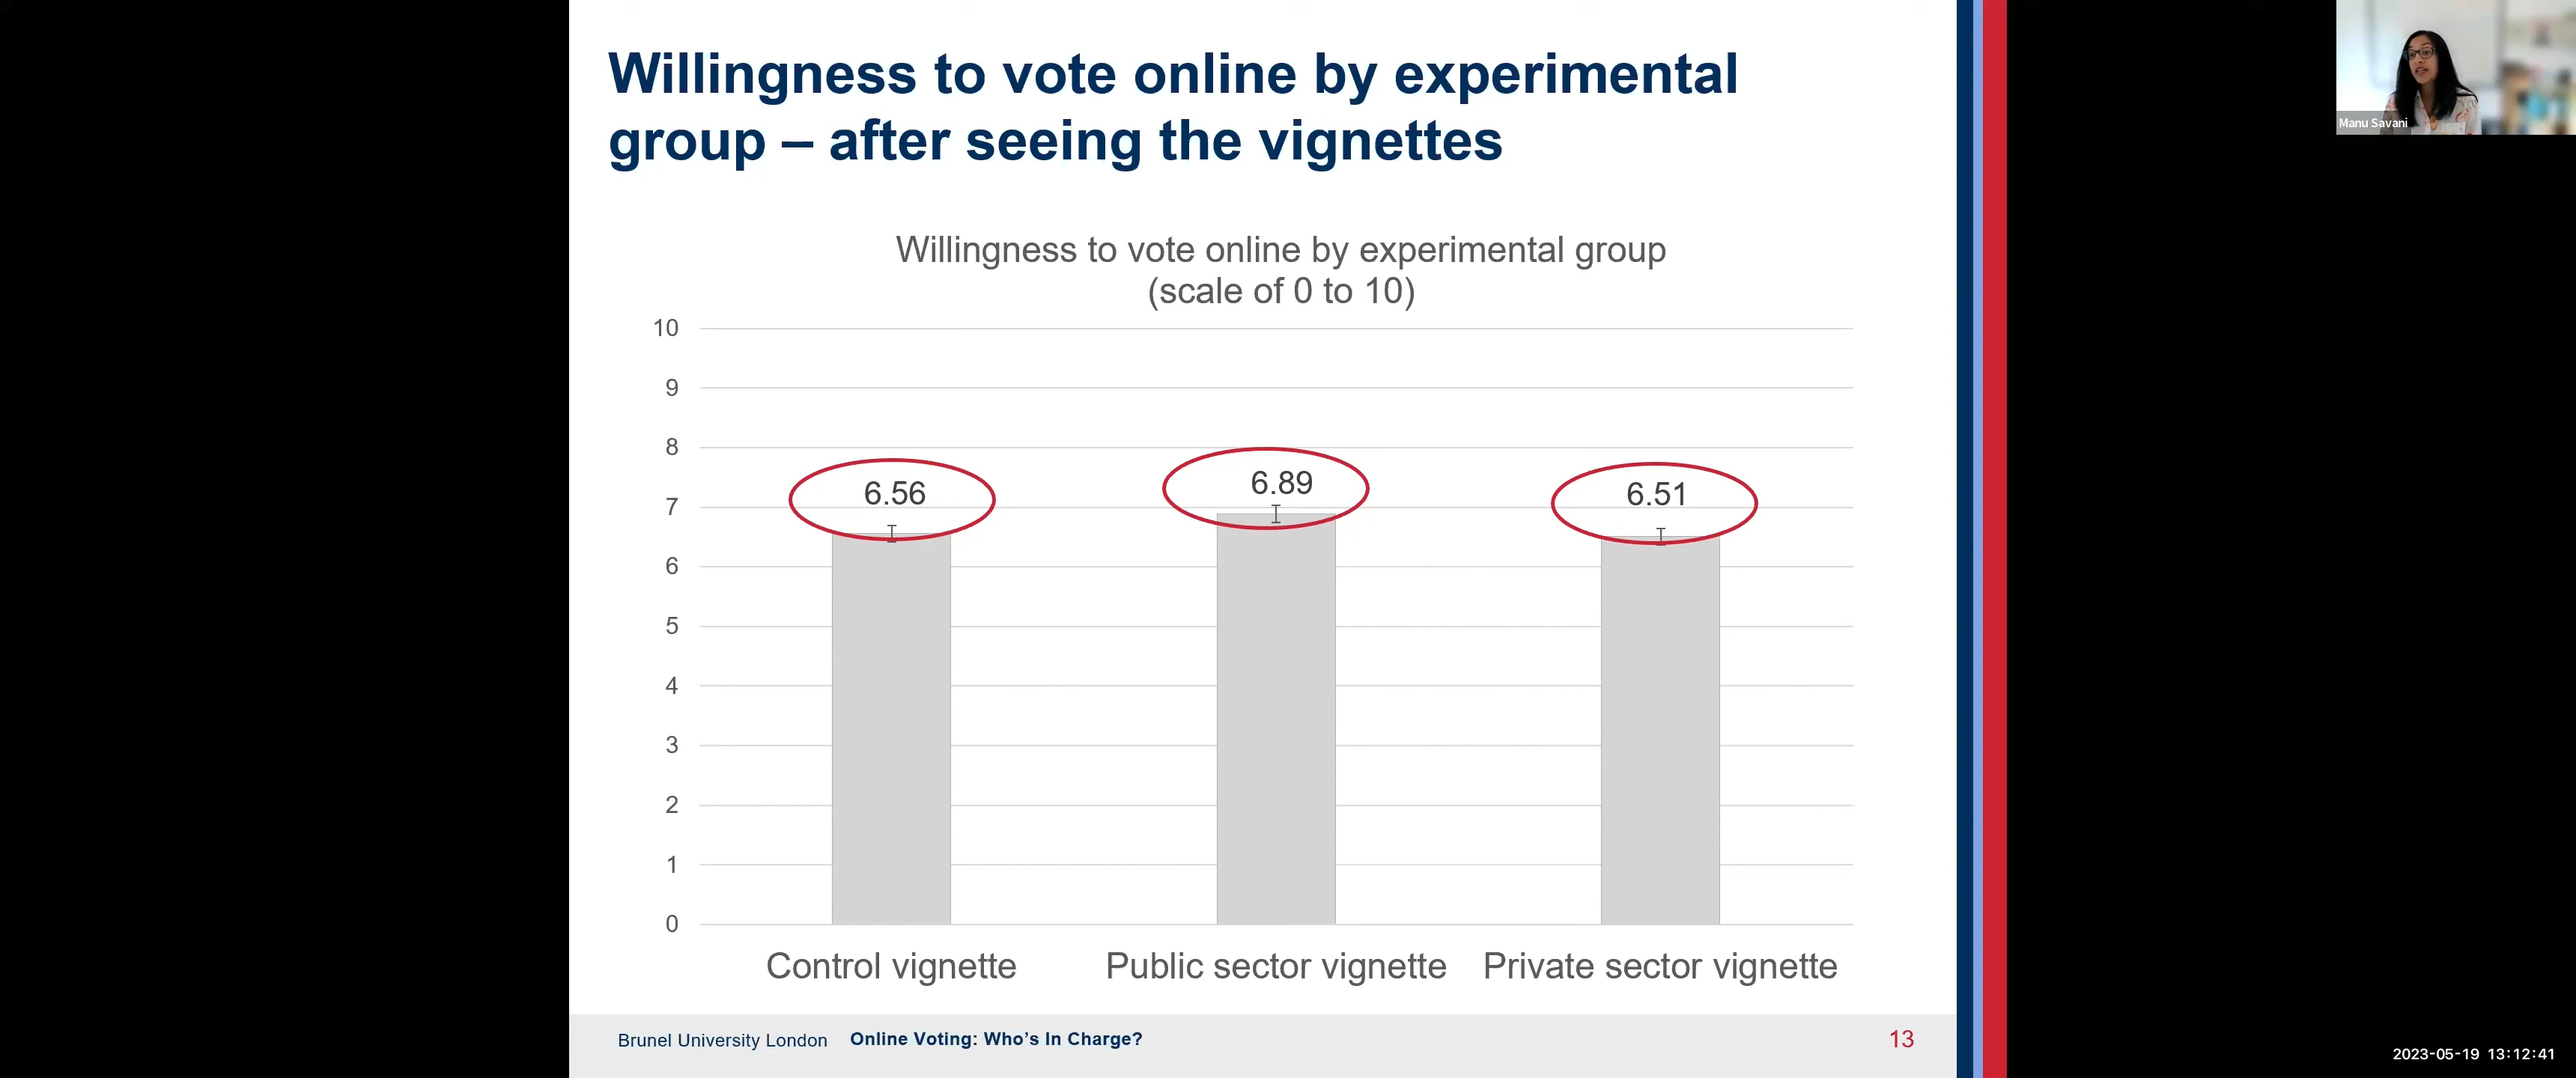 Willingness to vote online by experimental
group – after seeing the vignettes
Manu Savani
Willingness to vote online by experimental group
(scale of 0 to 10)
10
9
8
7
6
5
4
3
2
1
0
6.56
6.89
6.51
Control vignette
Public sector vignette
Private sector vignette
Brunel University London
Online Voting: Who's In Charge?
13
2023-05-19 13:12:41